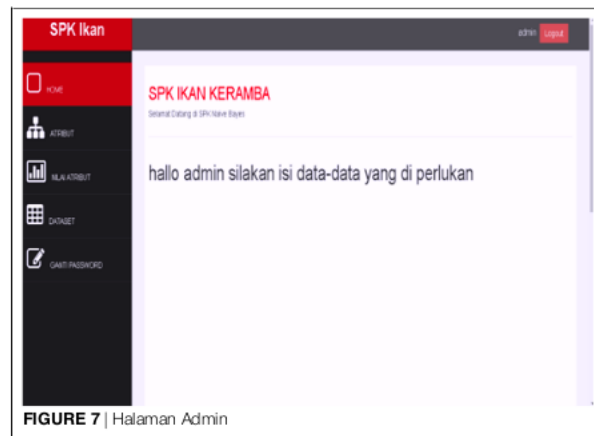 SPK Ikan
admin Logout
HOME
ATRIBUT
NILAI ATRIBUT
DATASET
GANTI PASSWORD
SPK IKAN KERAMBA
Selamat Datang di SPK Naive Bayes
hallo admin silakan isi data-data yang di perlukan
FIGURE 7 | Halaman Admin